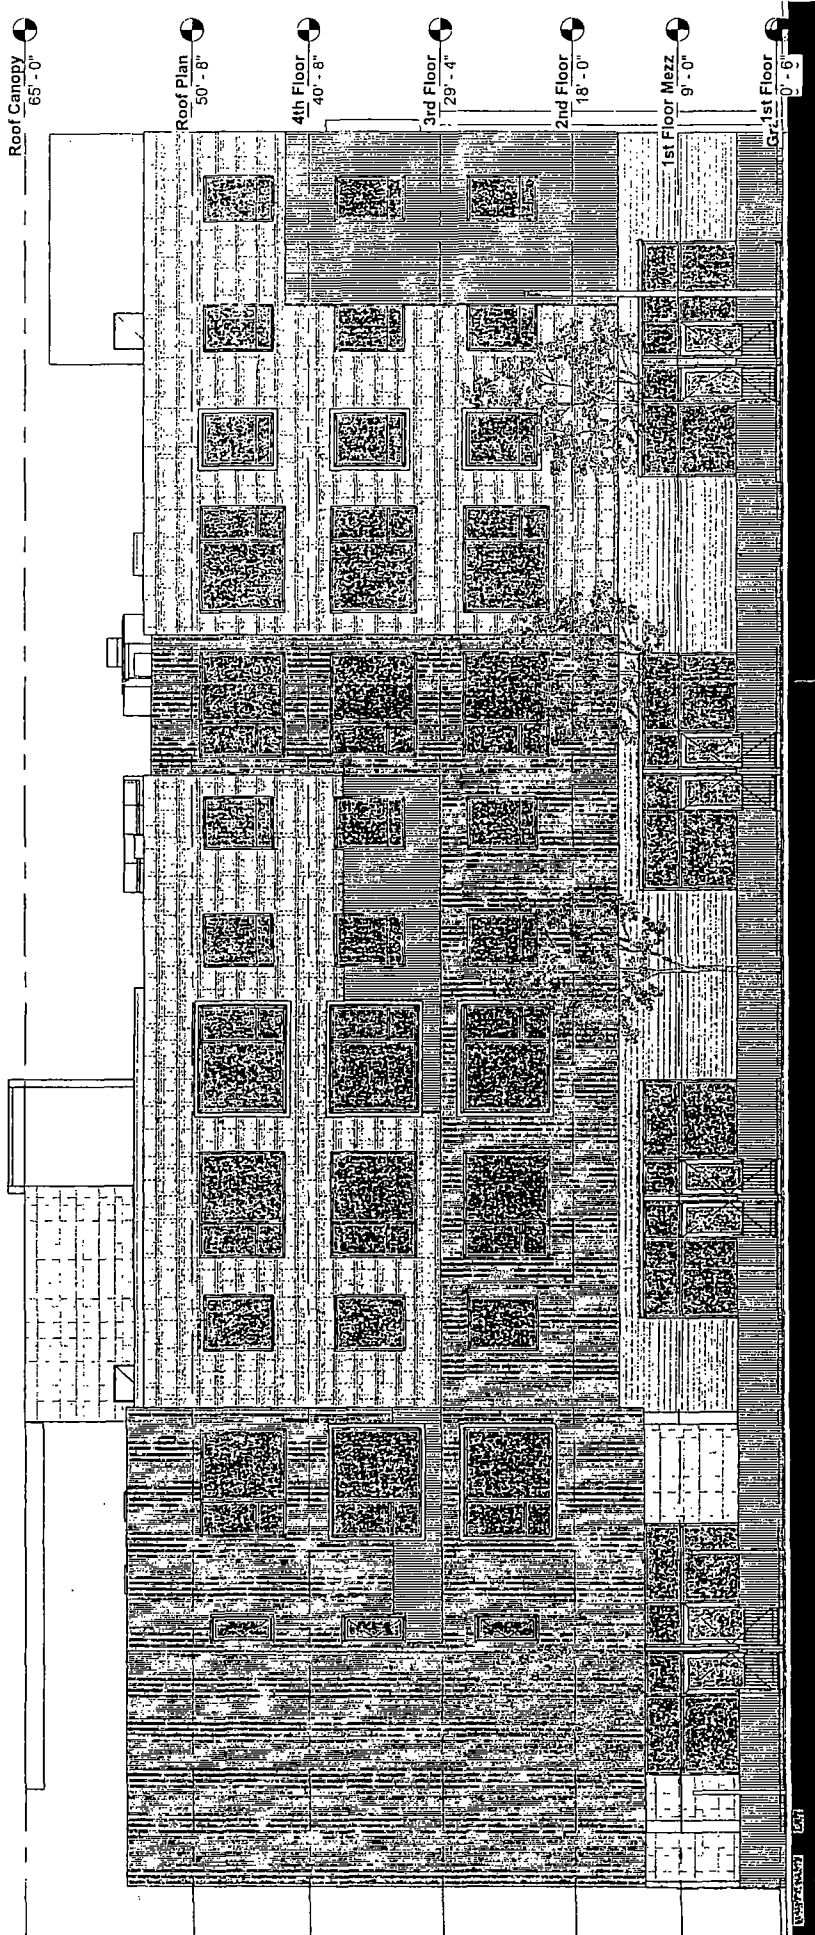 Roof Canopy
65' - 0"
Roof Plan
50' - 8"
4th Floor
40' - 8"
3rd Floor
29' - 4"
2nd Floor
18' - 0"
1st Floor Mezz
9' - 0"
1st Floor
0' - 6"